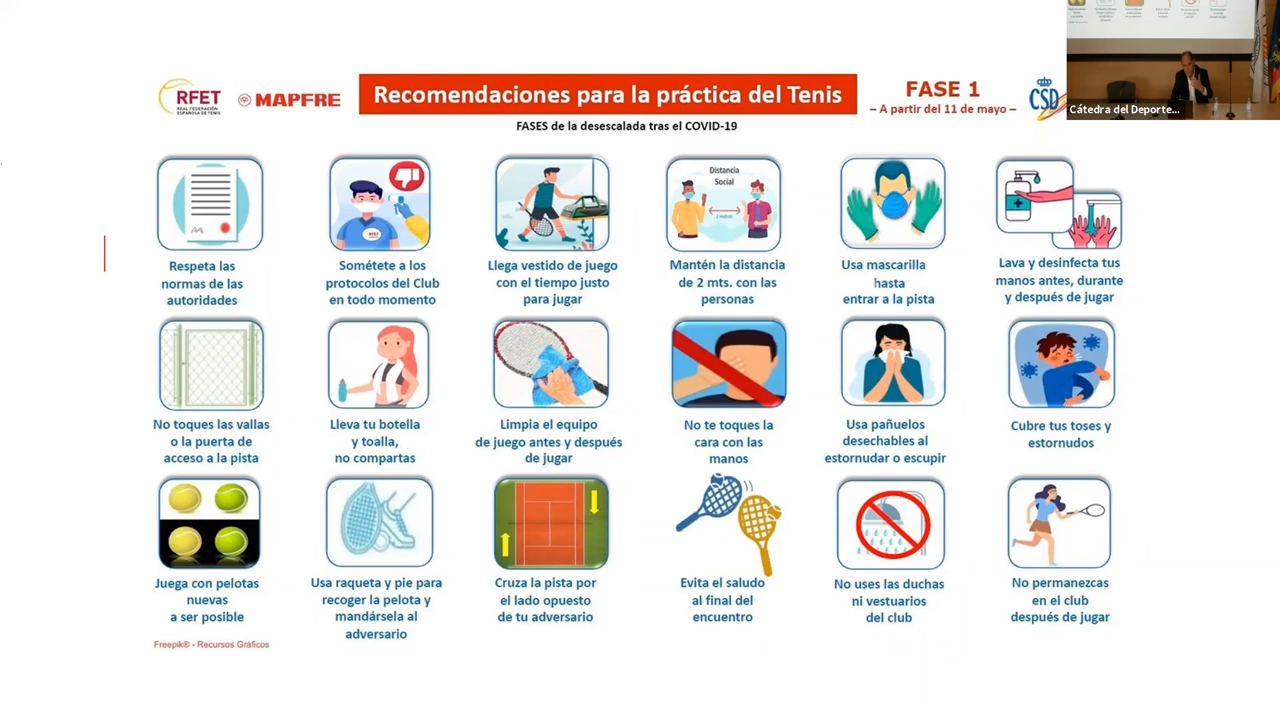 RFET
REAL FEDERACIÓN
ESPAÑOLA DE TENIS
MAPFRE
Recomendaciones para la práctica del Tenis
FASE 1
– A partir del 11 de mayo –
CSD
FASES de la desescalada tras el COVID-19
Cátedra del Deporte...
Distancia
Social
2 metros
RFET
Respeta las
normas de las
autoridades
Sométete a los
protocolos del Club
en todo momento
Llega vestido de juego
con el tiempo justo
para jugar
Mantén la distancia
de 2 mts. con las
personas
Usa mascarilla
hasta
entrar a la pista
Lava y desinfecta tus
manos antes, durante
y después de jugar
No toques las vallas
o la puerta de
acceso a la pista
Lleva tu botella
y toalla,
no compartas
Limpia el equipo
de juego antes y después
de jugar
No te toques la
cara con las
manos
Usa pañuelos
desechables al
estornudar o escupir
Cubre tus toses y
estornudos
Juega con pelotas
nuevas
a ser posible
Usa raqueta y pie para
recoger la pelota y
mandársela al
adversario
Cruza la pista por
el lado opuesto
de tu adversario
Evita el saludo
al final del
encuentro
No uses las duchas
ni vestuarios
del club
No permanezcas
en el club
después de jugar
Freepik® - Recursos Gráficos